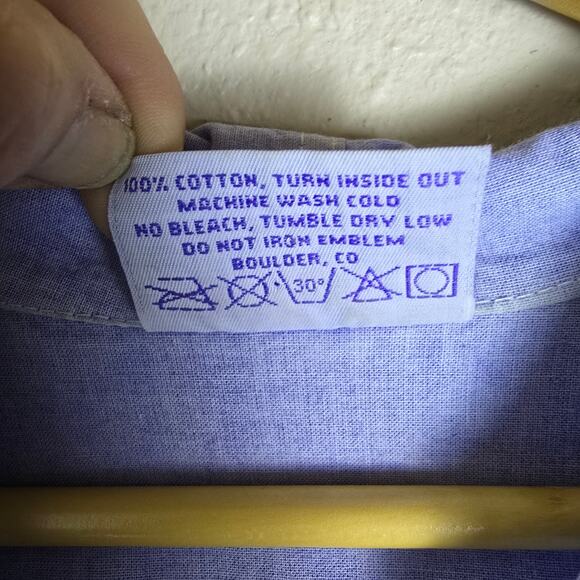 100% COTTON, TURN INSIDE OUT
MACHINE WASH COLD
NO BLEACH, TUMBLE DRY LOW
DO NOT IRON EMBLEM
BOULDER, CO
30°